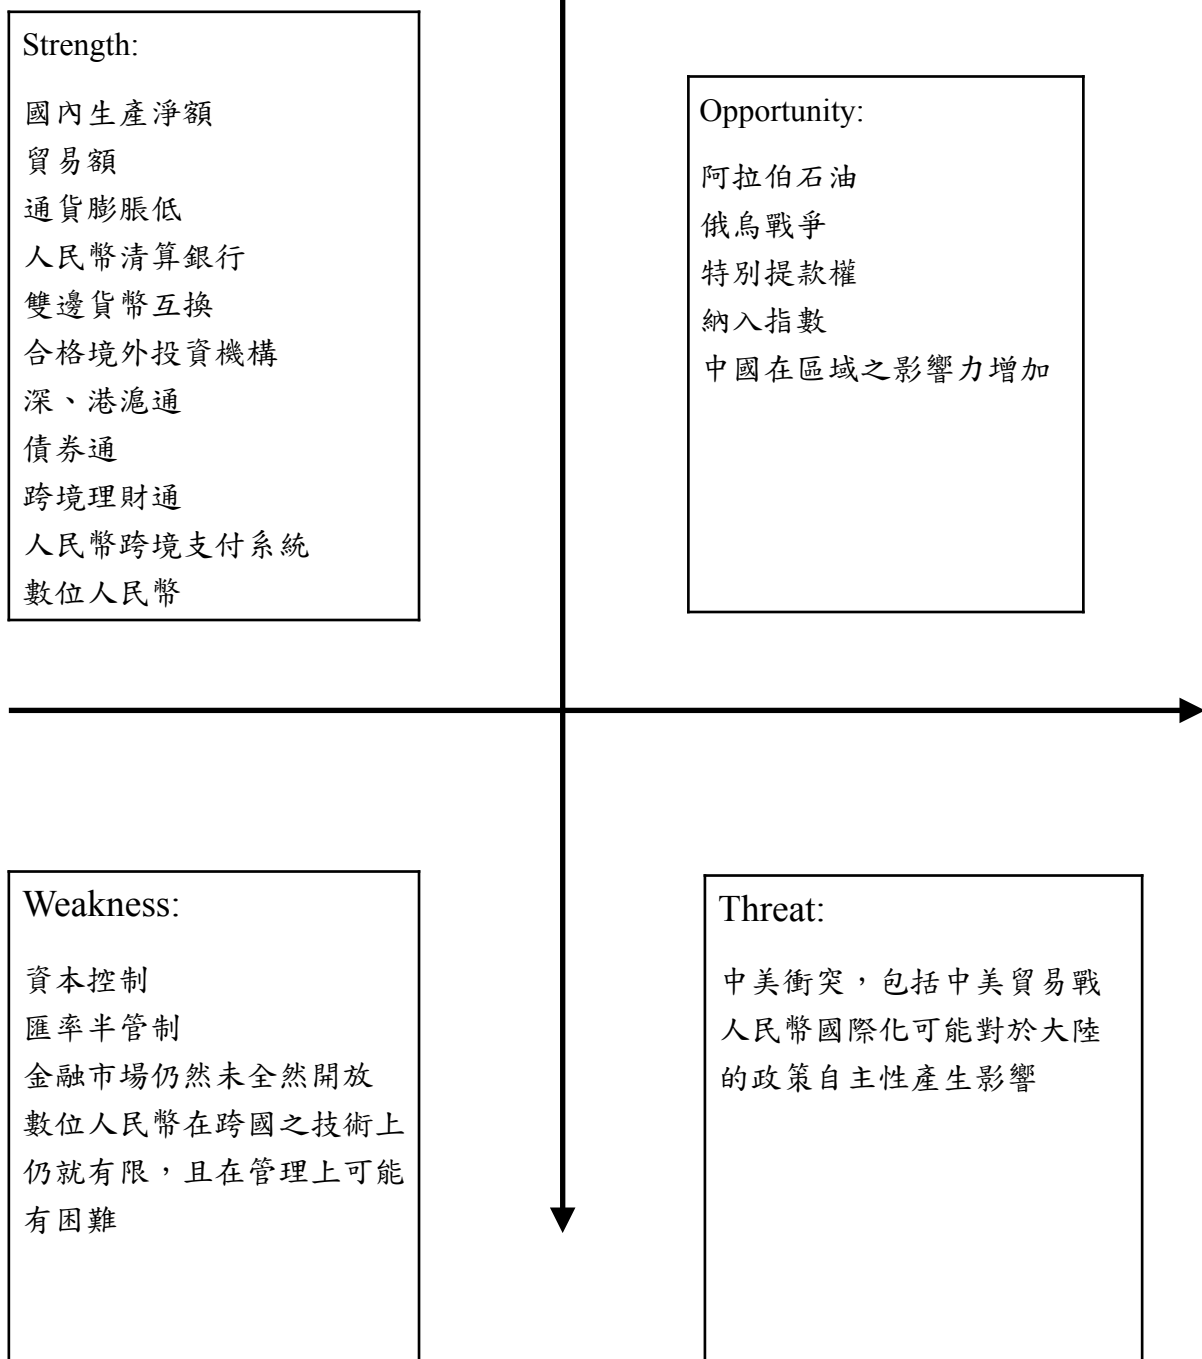 Strength:
國內生產淨額
貿易額
通貨膨脹低
人民幣清算銀行
雙邊貨幣互換
合格境外投資機構
深、港滬通
債券通
跨境理財通
人民幣跨境支付系統
數位人民幣
Opportunity:
阿拉伯石油
俄烏戰爭
特別提款權
納入指數
中國在區域之影響力增加
Weakness:
資本控制
匯率半管制
金融市場仍然未全然開放
數位人民幣在跨國之技術上
仍就有限，且在管理上可能
有困難
Threat:
中美衝突，包括中美貿易戰
人民幣國際化可能對於大陸
的政策自主性產生影響